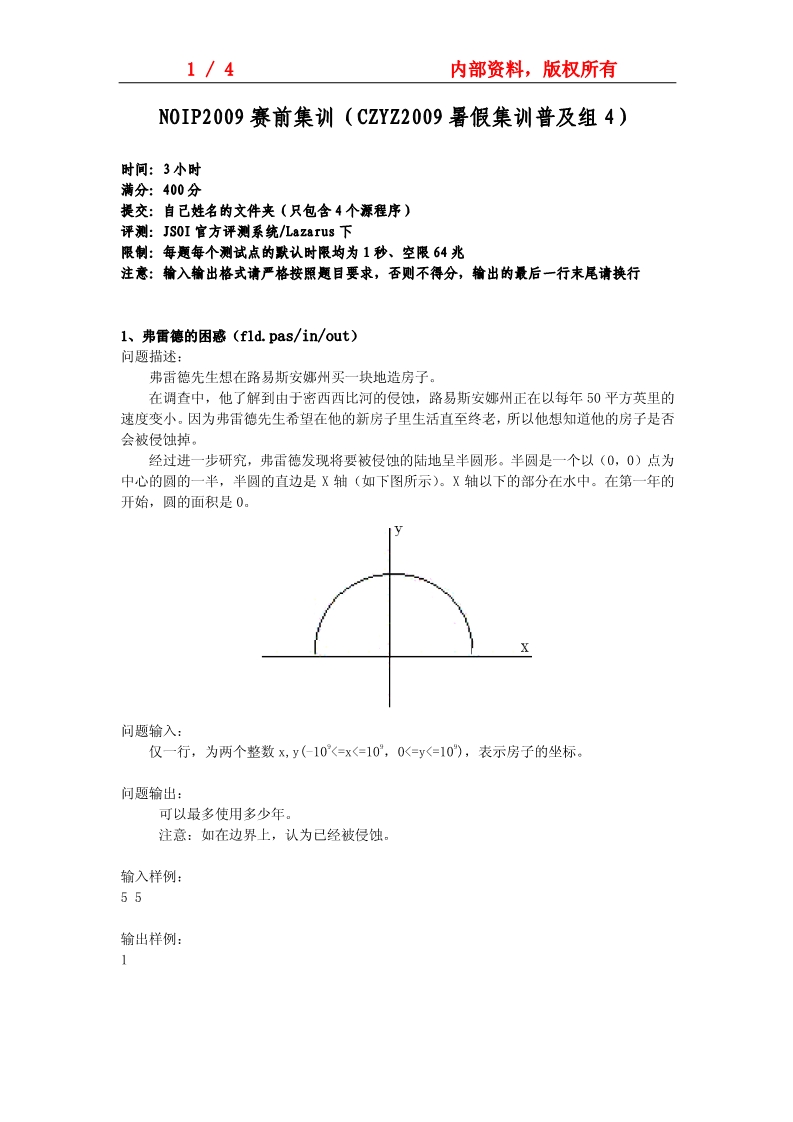 1 / 4 内部资料，版权所有
NOIP2009 赛前集训（CZYZ2009 暑假集训普及组 4）
时间：3 小时
满分：400 分
提交：自己姓名的文件夹（只包含 4 个源程序）
评测：JSOI 官方评测系统/Lazarus 下
限制：每题每个测试点的默认时限均为 1 秒、空限 64 兆
注意：输入输出格式请严格按照题目要求，否则不得分，输出的最后一行末尾请换行
1、弗雷德的困惑（fld.pas/in/out）
问题描述：
弗雷德先生想在路易斯安娜州买一块地造房子。
在调查中，他了解到由于密西西比河的侵蚀，路易斯安娜州正在以每年 50 平方英里的
速度变小。因为弗雷德先生希望在他的新房子里生活直至终老，所以他想知道他的房子是否
会被侵蚀掉。
经过进一步研究，弗雷德发现将要被侵蚀的陆地呈半圆形。半圆是一个以（0，0）点为
中心的圆的一半，半圆的直边是 X 轴（如下图所示）。X 轴以下的部分在水中。在第一年的
开始，圆的面积是 0。
y
x
问题输入：
仅一行，为两个整数 x,y(-10⁹<=x<=10⁹，0<=y<=10⁹)，表示房子的坐标。
问题输出：
可以最多使用多少年。
注意：如在边界上，认为已经被侵蚀。
输入样例：
5 5
输出样例：
1